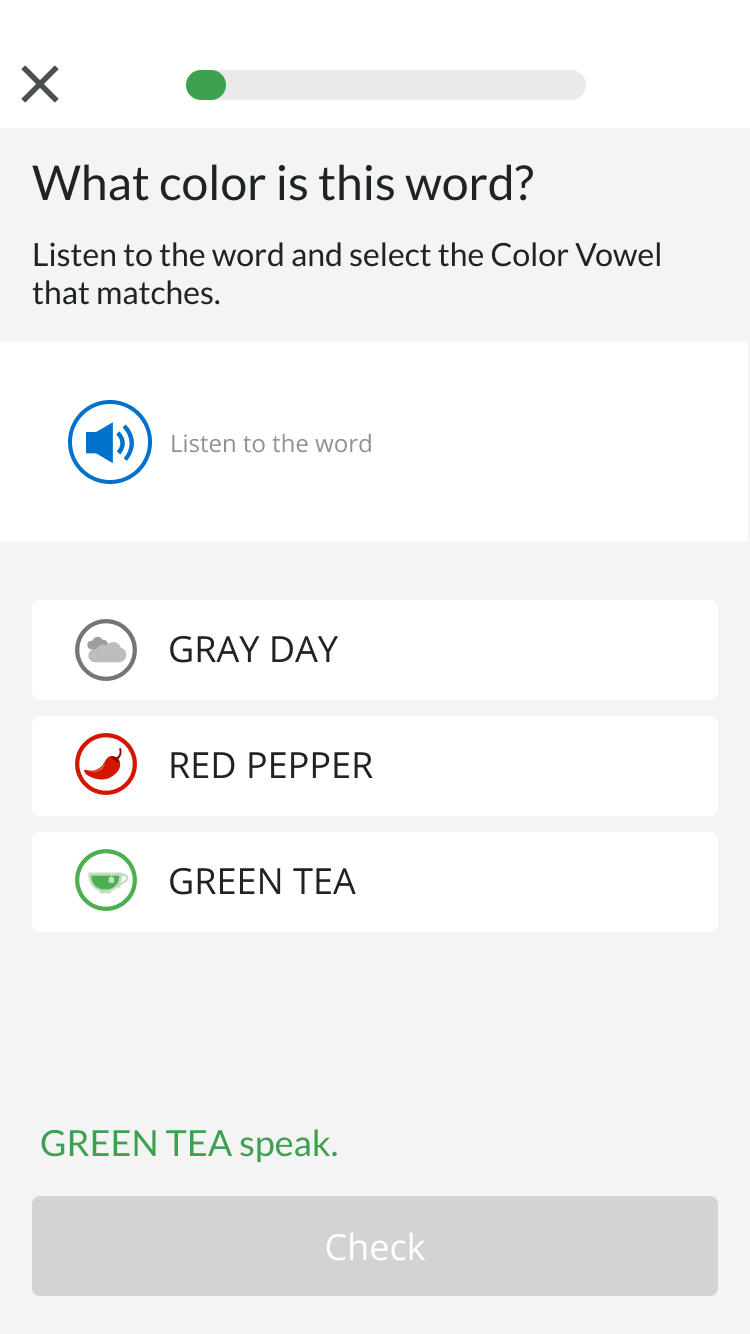 What color is this word?
Listen to the word and select the Color Vowel
that matches.
Listen to the word
GRAY DAY
RED PEPPER
GREEN TEA
GREEN TEA speak.
Check